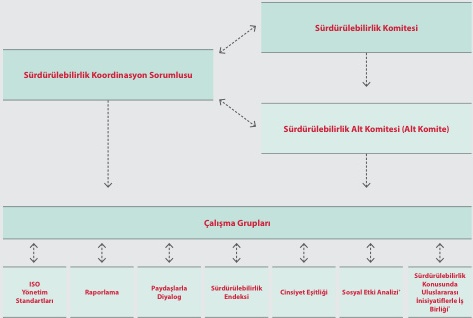 Sürdürülebilirlik Komitesi
Sürdürülebilirlik Koordinasyon Sorumlusu
Sürdürülebilirlik Alt Komitesi (Alt Komite)
Çalışma Grupları
ISO
Yönetim
Standartları
Raporlama
Paydaşlarla
Diyalog
Sürdürülebilirlik
Endeksi
Cinsiyet Eşitliği
Sosyal Etki Analizi*
Sürdürülebilirlik
Konusunda
Uluslararası
İnisiyatiflerle İş
Birliği*